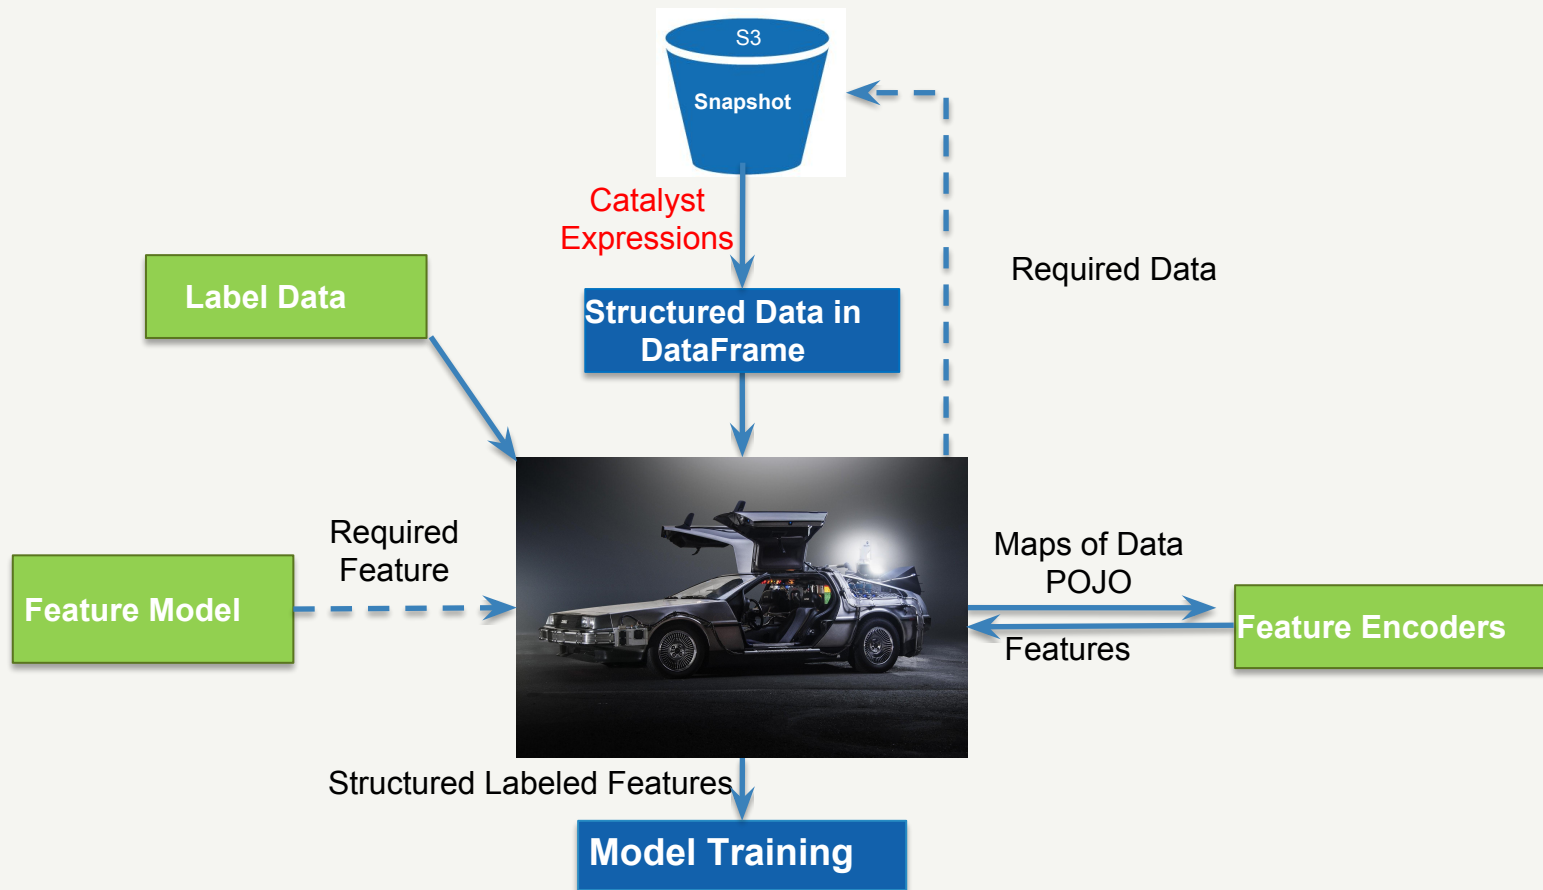 S3
Snapshot
Catalyst
Expressions
Required Data
Label Data
Structured Data in
DataFrame
Required
Feature
Maps of Data
POJO
Feature Model
Feature Encoders
Features
Structured Labeled Features
Model Training